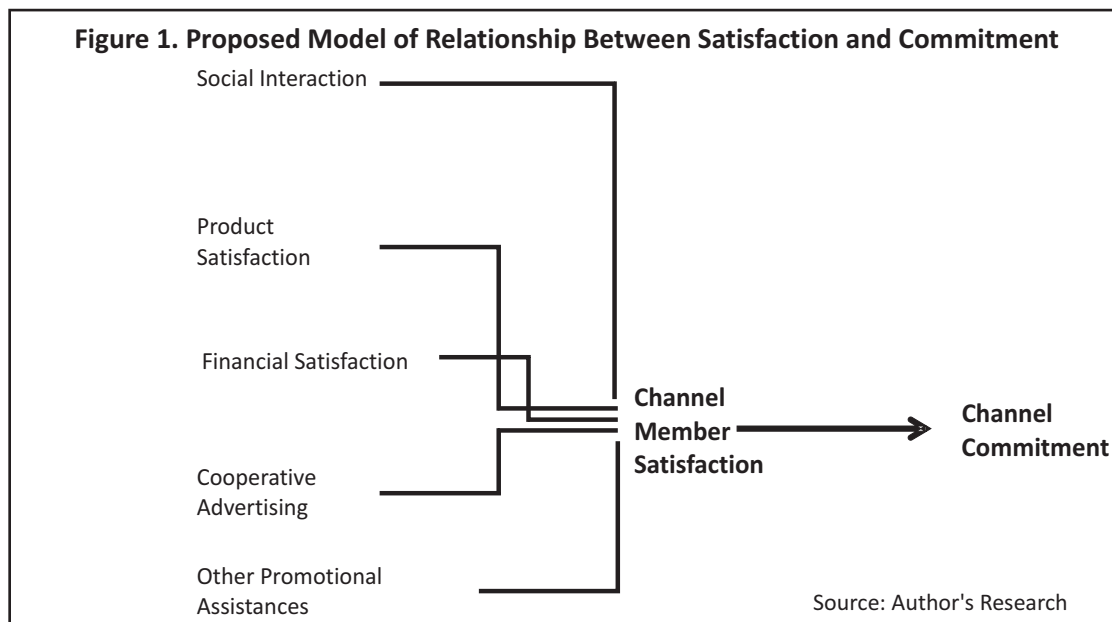 Figure 1. Proposed Model of Relationship Between Satisfaction and Commitment
Social Interaction
Product
Satisfaction
Financial Satisfaction
Channel
Member
Satisfaction
Channel
Commitment
Cooperative
Advertising
Other Promotional
Assistances
Source: Author's Research